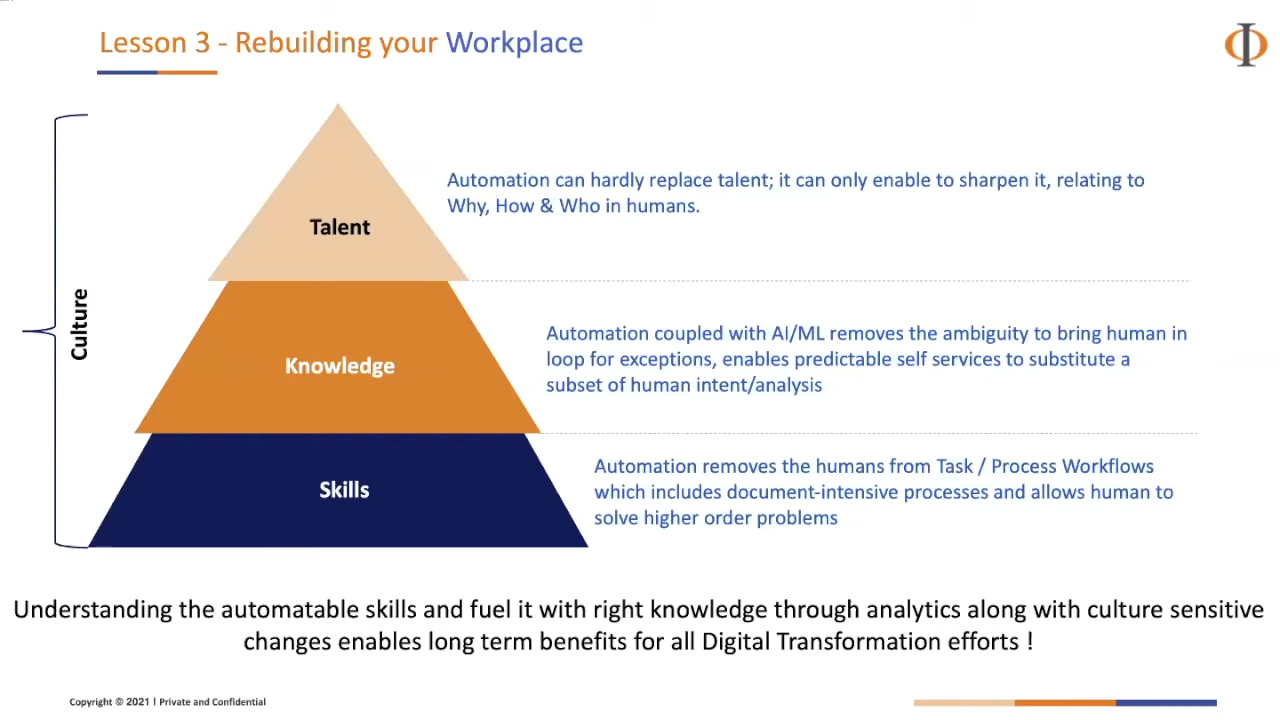 Lesson 3 - Rebuilding your Workplace
Culture
Talent
Automation can hardly replace talent; it can only enable to sharpen it, relating to
Why, How & Who in humans.
Knowledge
Automation coupled with AI/ML removes the ambiguity to bring human in
loop for exceptions, enables predictable self services to substitute a
subset of human intent/analysis
Skills
Automation removes the humans from Task / Process Workflows
which includes document-intensive processes and allows human to
solve higher order problems
Understanding the automatable skills and fuel it with right knowledge through analytics along with culture sensitive
changes enables long term benefits for all Digital Transformation efforts !
Copyright © 2021 | Private and Confidential